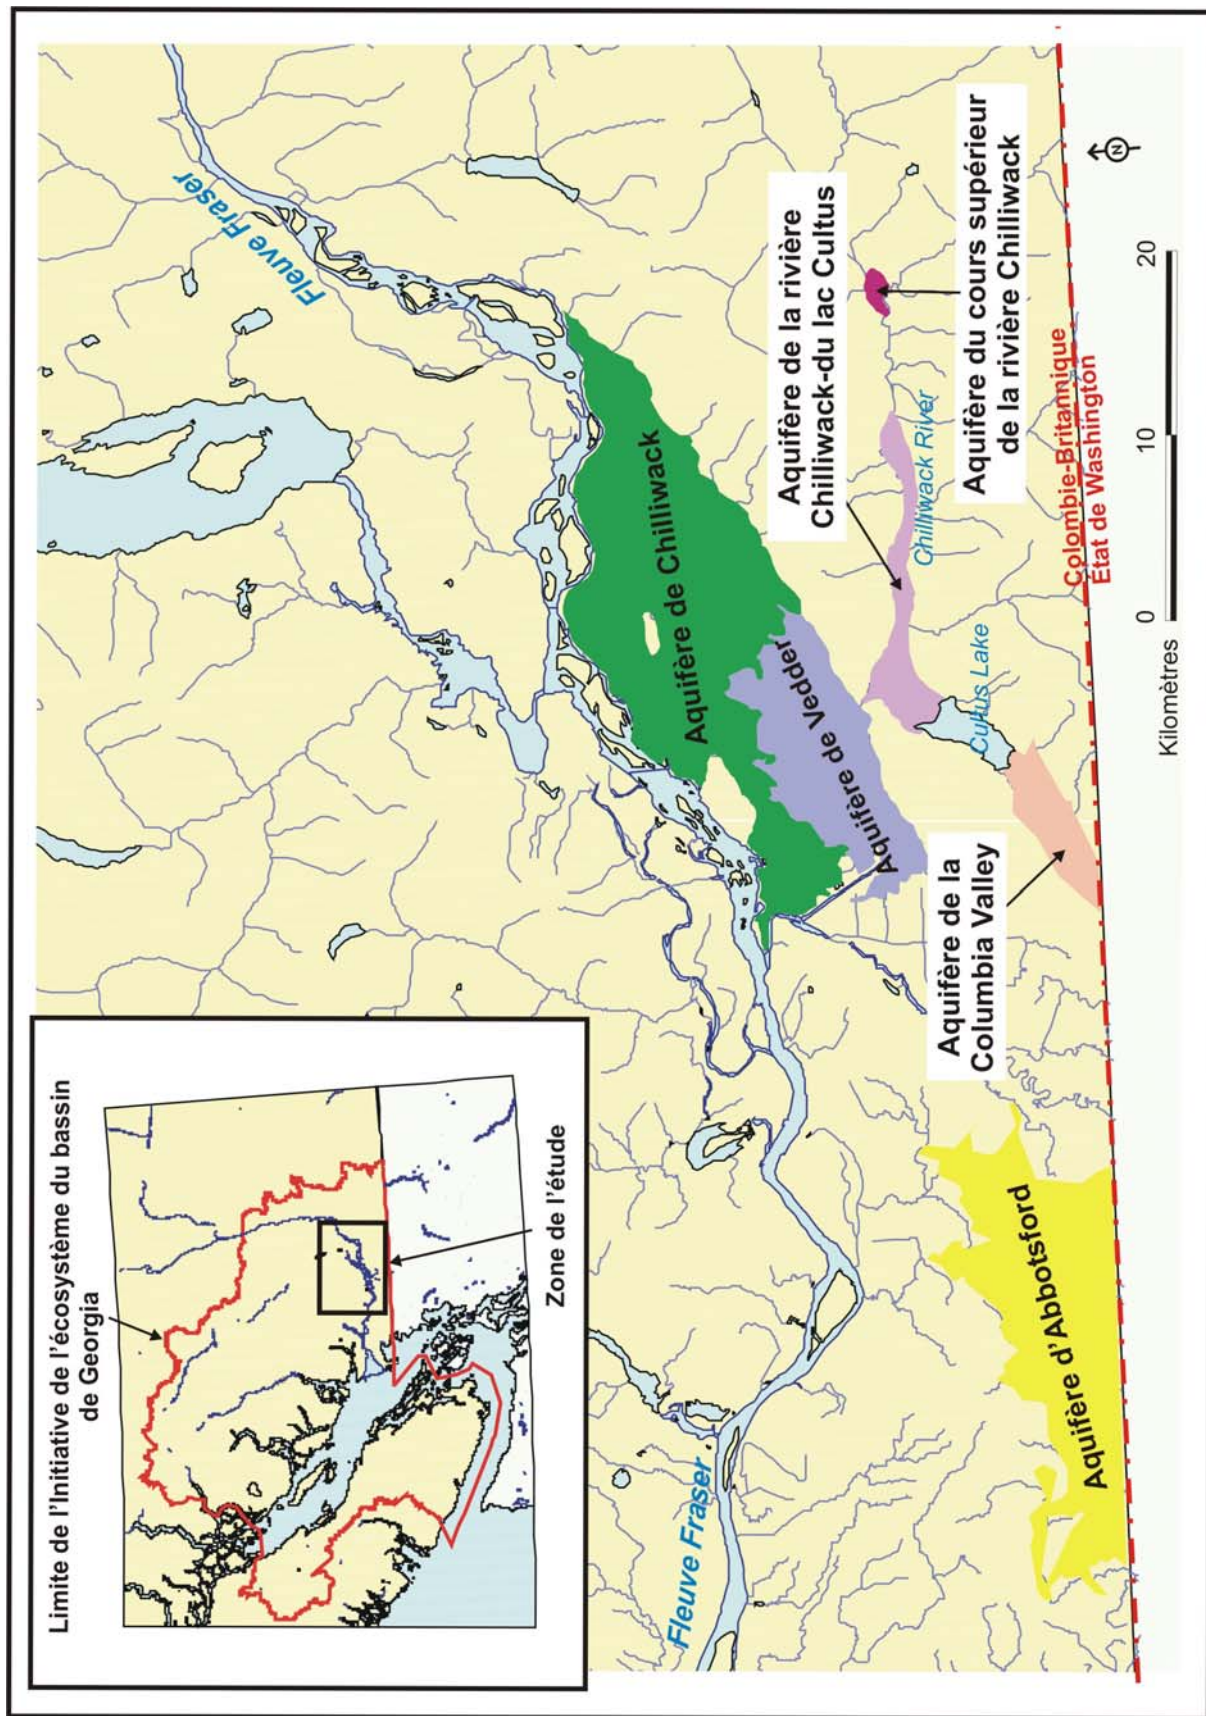 Limite de l'Initiative de l'écosystème du bassin
de Georgia
Zone de l'étude
Fleuve Fraser
Fleuve Fraser
Aquifère de Chilliwack
Aquifère de Vedder
Aquifère de la rivière
Chilliwack-du lac Cultus
Aquifère du cours supérieur
de la rivière Chilliwack
Chilliwack River
Cultus Lake
Aquifère de la
Columbia Valley
Aquifère d'Abbotsford
Colombie-Britannique
État de Washington
N
0 10 20
Kilomètres